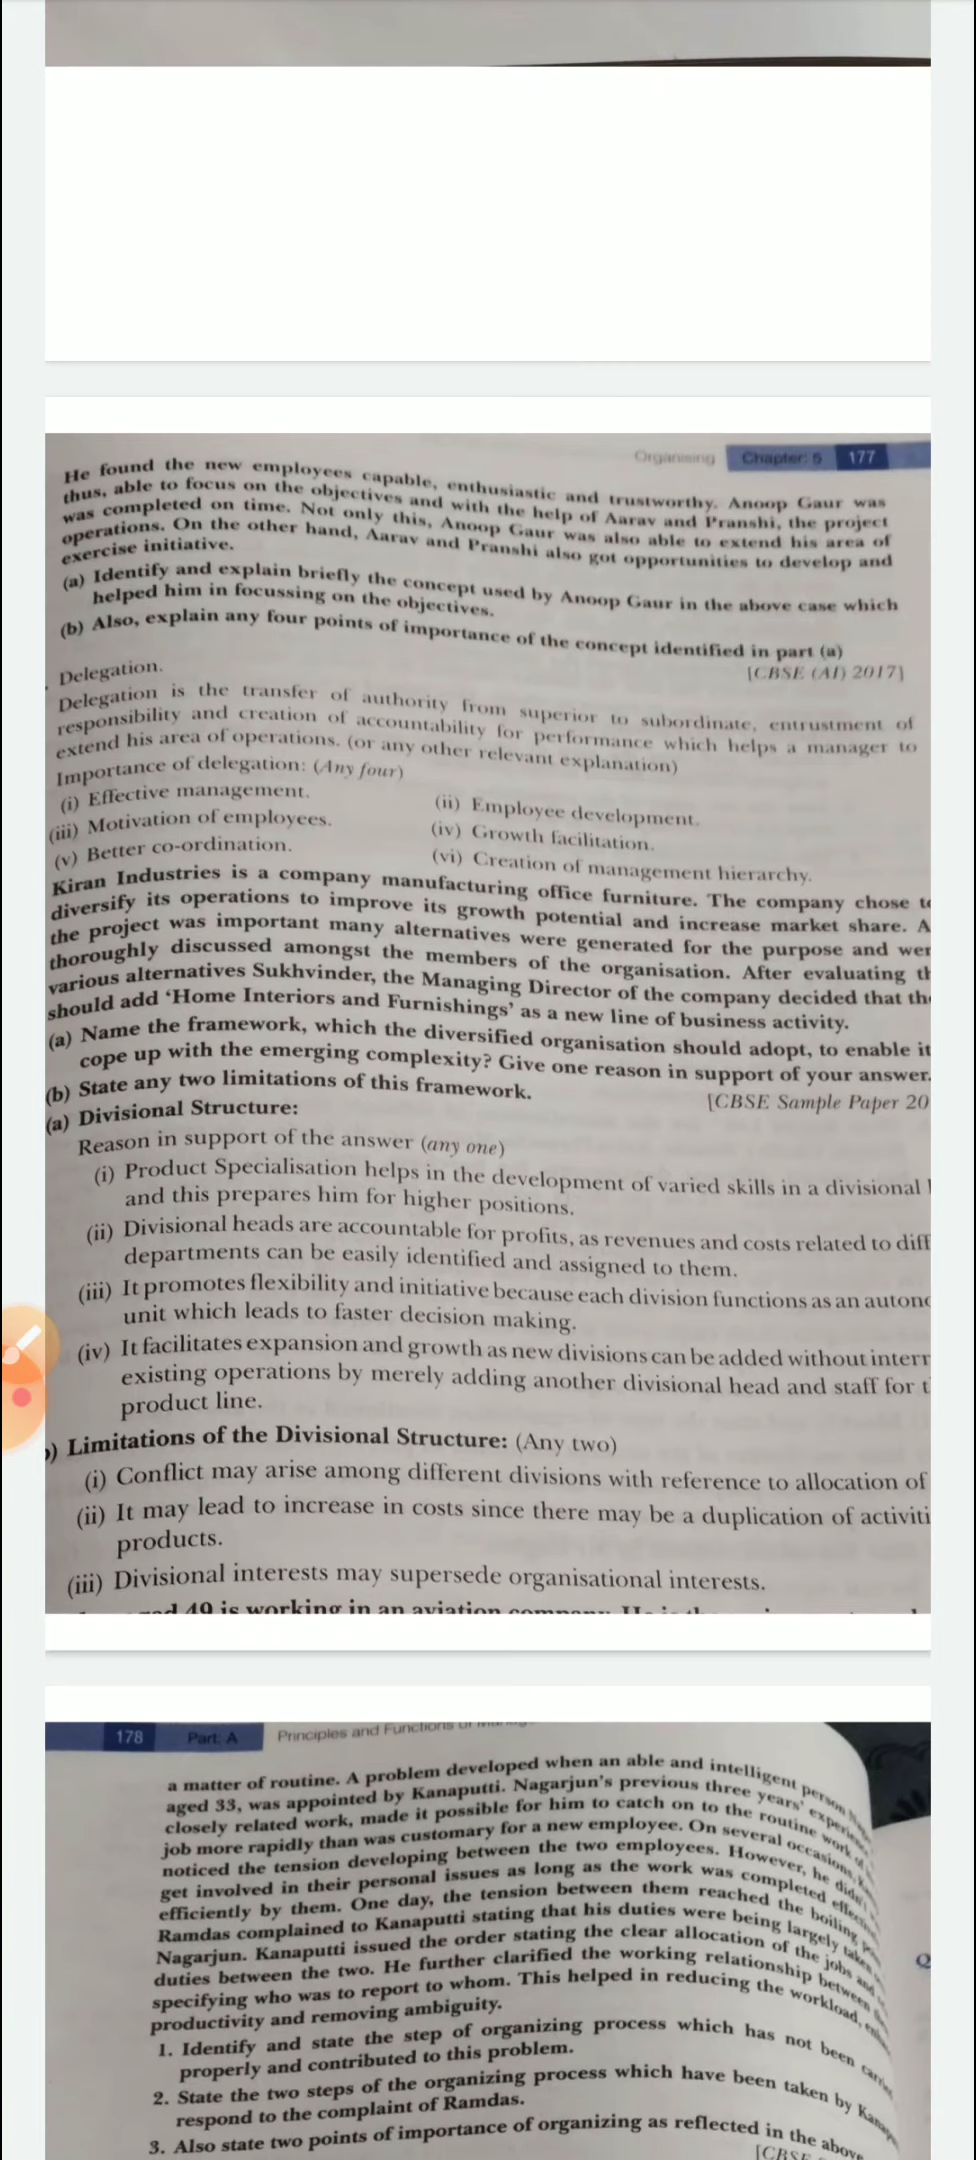 Organising Chapter: 5 177
He found the new employees capable, enthusiastic and trustworthy. Anoop Gaur was
thus, able to focus on the objectives and with the help of Aarav and Pranshi, the project
was completed on time. Not only this, Anoop Gaur was also able to extend his area of
operations. On the other hand, Aarav and Pranshi also got opportunities to develop and
exercise initiative.
(a) Identify and explain briefly the concept used by Anoop Gaur in the above case which
helped him in focussing on the objectives.
(b) Also, explain any four points of importance of the concept identified in part (a)
[CBSE (AI) 2017]
Delegation.
Delegation is the transfer of authority from superior to subordinate, entrustment of
responsibility and creation of accountability for performance which helps a manager to
extend his area of operations. (or any other relevant explanation)
Importance of delegation: (Any four)
(i) Effective management.
(ii) Employee development.
(iii) Motivation of employees.
(iv) Growth facilitation.
(v) Better co-ordination.
(vi) Creation of management hierarchy.
Kiran Industries is a company manufacturing office furniture. The company chose
diversify its operations to improve its growth potential and increase market share.
the project was important many alternatives were generated for the purpose and
thoroughly discussed amongst the members of the organisation. After evaluating
various alternatives Sukhvinder, the Managing Director of the company decided that
should add 'Home Interiors and Furnishings' as a new line of business activity.
(a) Name the framework, which the diversified organisation should adopt, to enable it
cope up with the emerging complexity? Give one reason in support of your answer.
(b) State any two limitations of this framework.
[CBSE Sample Paper 20
(a) Divisional Structure:
Reason in support of the answer (any one)
(i) Product Specialisation helps in the development of varied skills in a divisional
and this prepares him for higher positions.
(ii) Divisional heads are accountable for profits, as revenues and costs related to diff
departments can be easily identified and assigned to them.
(iii) It promotes flexibility and initiative because each division functions as an autono
unit which leads to faster decision making.
(iv) It facilitates expansion and growth as new divisions can be added without interr
existing operations by merely adding another divisional head and staff for t
product line.
) Limitations of the Divisional Structure: (Any two)
(i) Conflict may arise among different divisions with reference to allocation of
(ii) It may lead to increase in costs since there may be a duplication of activiti
products.
(iii) Divisional interests may supersede organisational interests.
49 is working in an aviation
178 Part: A Principles and Functions of
a matter of routine. A problem developed when an able and intelligent person
aged 33, was appointed by Kanaputti. Nagarjun's previous three years'
closely related work, made it possible for him to catch on to the routine work
job more rapidly than was customary for a new employee. On several occasions,
noticed the tension developing between the two employees. However, he didn't
get involved in their personal issues as long as the work was completed
efficiently by them. One day, the tension between them reached the boiling
Ramdas complained to Kanaputti stating that his duties were being largely taken
Nagarjun. Kanaputti issued the order stating the clear allocation of the jobs and
duties between the two. He further clarified the working relationship between
specifying who was to report to whom. This helped in reducing the workload,
productivity and removing ambiguity.
1. Identify and state the step of organizing process which has not been
properly and contributed to this problem.
2. State the two steps of the organizing process which have been taken by
respond to the complaint of Ramdas.
3. Also state two points of importance of organizing as reflected in the above
[CBSE
Q